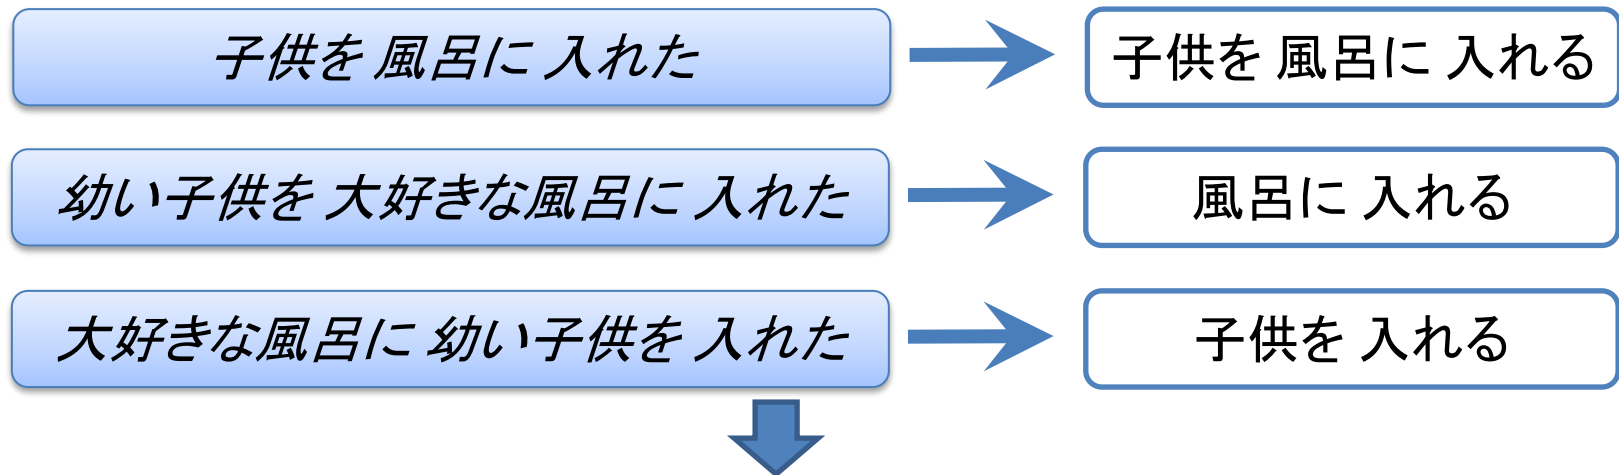 子供を 風呂に 入れた
子供を 風呂に 入れる
幼い子供を 大好きな風呂に 入れた
風呂に 入れる
大好きな風呂に 幼い子供を 入れた
子供を 入れる